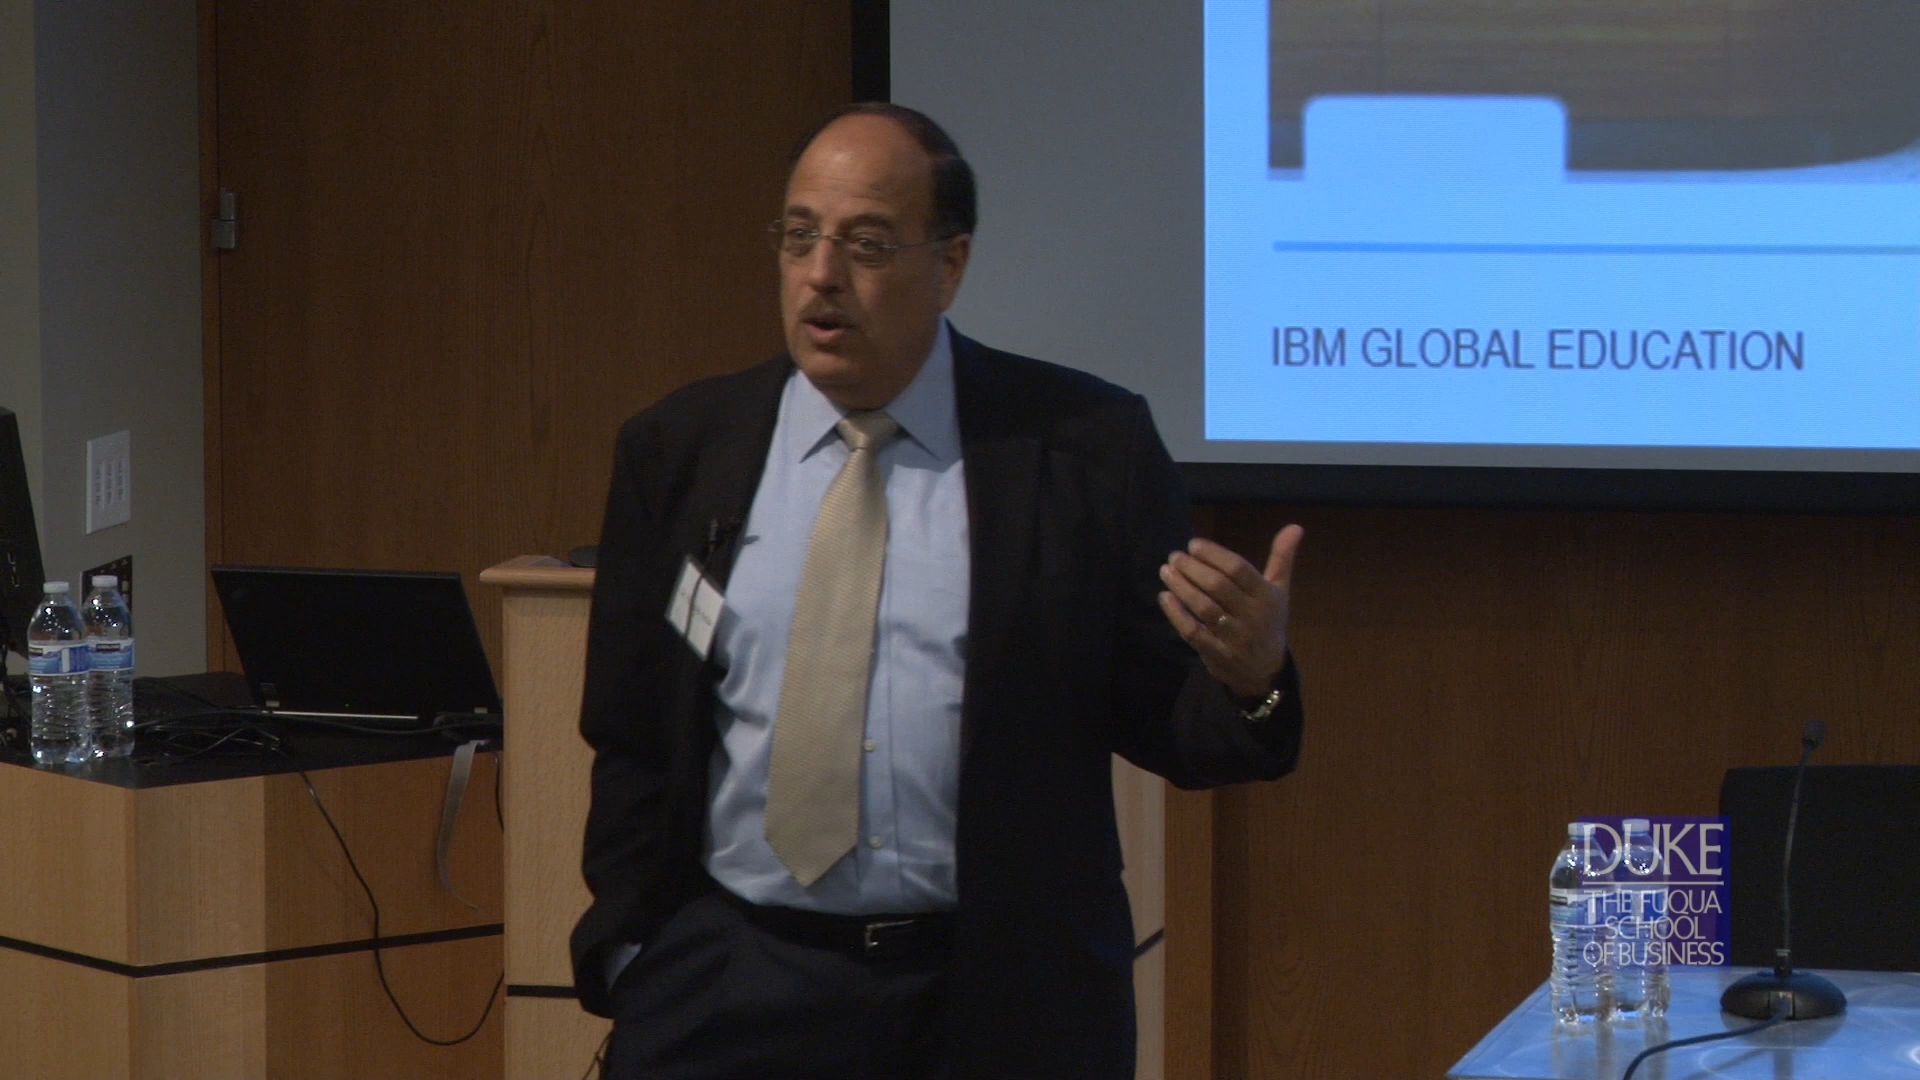 IBM GLOBAL EDUCATION
DUKE
THE FUQUA
SCHOOL
OF BUSINESS